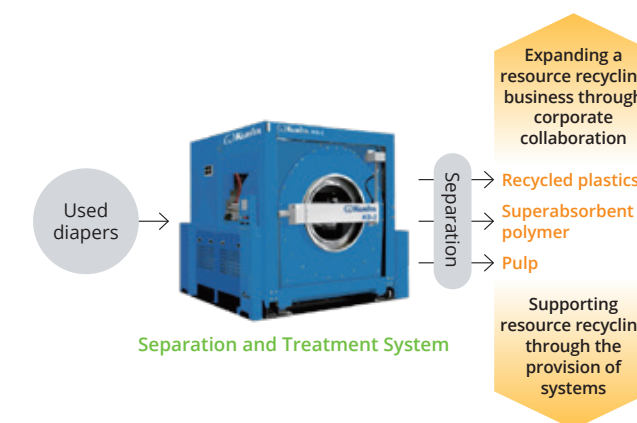 Expanding a
resource recyclin
business through
corporate
collaboration
Used
diapers
Separation
Recycled plastics
Superabsorbent
polymer
Pulp
Separation and Treatment System
Supporting
resource recyclin
through the
provision of
systems